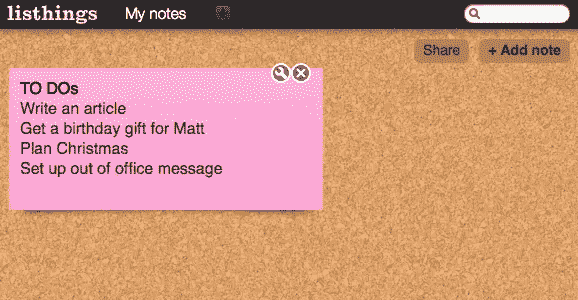 listhings My notes
Share + Add note
TO DOs
Write an article
Get a birthday gift for Matt
Plan Christmas
Set up out of office message